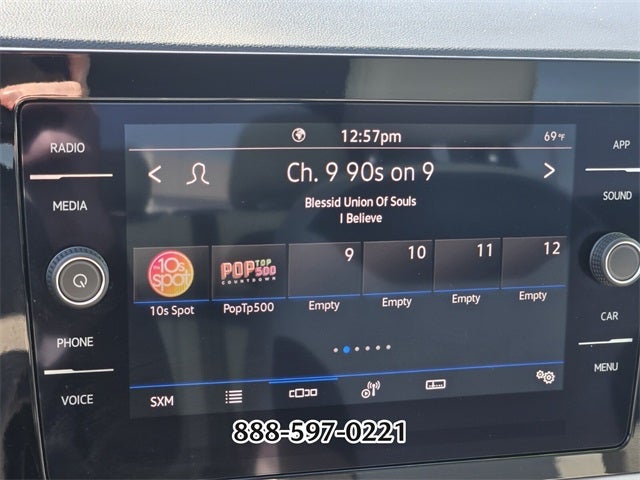 RADIO
MEDIA
PHONE
VOICE
12:57pm
69°F
< Ch. 9 90s on 9 >
Blessid Union Of Souls
I Believe
10s spot
POP TOP 500
COUNTDOWN
9
10
11
12
10s Spot
PopTp500
Empty
Empty
Empty
Empty
SXM
APP
SOUND
CAR
MENU
888-597-0221